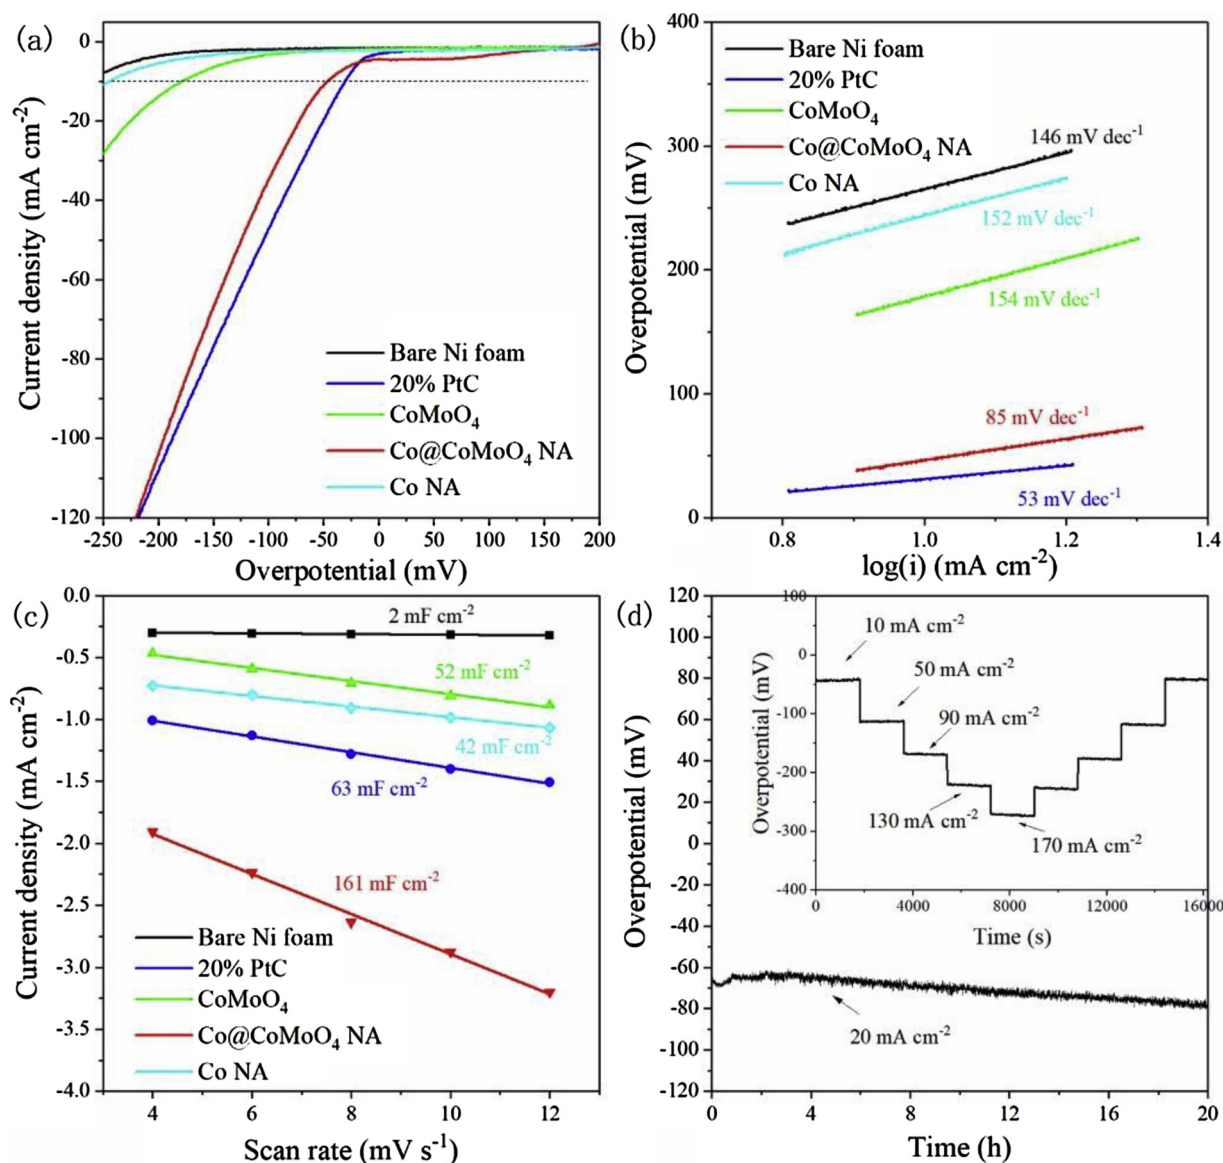 (a)
0
-20
-40
-60
-80
-100
-120
Current density (mA cm⁻²)
Bare Ni foam
20% PtC
CoMoO₄
Co@CoMoO₄ NA
Co NA
-250 -200 -150 -100 -50 0 50 100 150 200
Overpotential (mV)
(b)
400
300
200
100
0
Overpotential (mV)
Bare Ni foam
20% PtC
CoMoO₄
Co@CoMoO₄ NA
Co NA
146 mV dec⁻¹
152 mV dec⁻¹
154 mV dec⁻¹
85 mV dec⁻¹
53 mV dec⁻¹
0.8 1.0 1.2 1.4
log(i) (mA cm⁻²)
(c)
0.0
-0.5
-1.0
-1.5
-2.0
-2.5
-3.0
-3.5
-4.0
Current density (mA cm⁻²)
2 mF cm⁻²
52 mF cm⁻²
42 mF cm⁻²
63 mF cm⁻²
161 mF cm⁻²
Bare Ni foam
20% PtC
CoMoO₄
Co@CoMoO₄ NA
Co NA
4 6 8 10 12
Scan rate (mV s⁻¹)
(d)
120
100
80
60
40
20
0
-20
-40
-60
-80
-100
-120
Overpotential (mV)
100
0
-100
-200
-300
-400
Overpotential (mV)
10 mA cm⁻²
50 mA cm⁻²
90 mA cm⁻²
130 mA cm⁻²
170 mA cm⁻²
0 4000 8000 12000 16000
Time (s)
20 mA cm⁻²
0 4 8 12 16 20
Time (h)